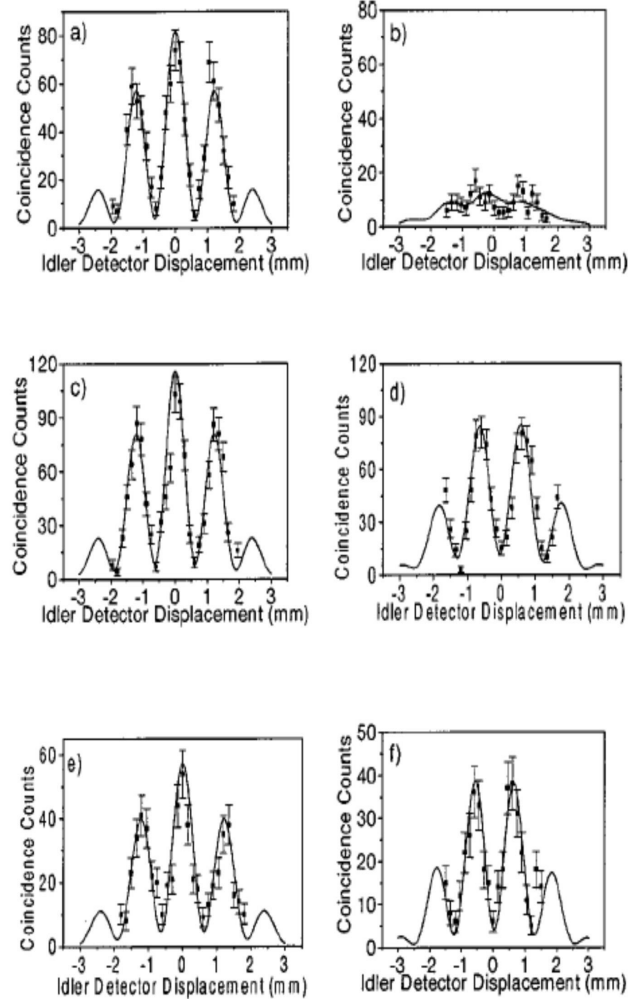 a)
80
60
40
20
0
Coincidence Counts
-3 -2 -1 0 1 2 3
Idler Detector Displacement (mm)
b)
80
60
40
20
0
Coincidence Counts
-3 -2 -1 0 1 2 3
Idler Detector Displacement (mm)
c)
120
90
60
30
0
Coincidence Counts
-3 -2 -1 0 1 2 3
Idler Detector Displacement (mm)
d)
120
90
60
30
0
Coincidence Counts
-3 -2 -1 0 1 2 3
Idler Detector Displacement (mm)
e)
60
40
20
0
Coincidence Counts
-3 -2 -1 0 1 2 3
Idler Detector Displacement (mm)
f)
50
40
30
20
10
0
Coincidence Counts
-3 -2 -1 0 1 2 3
Idler Detector Displacement (mm)